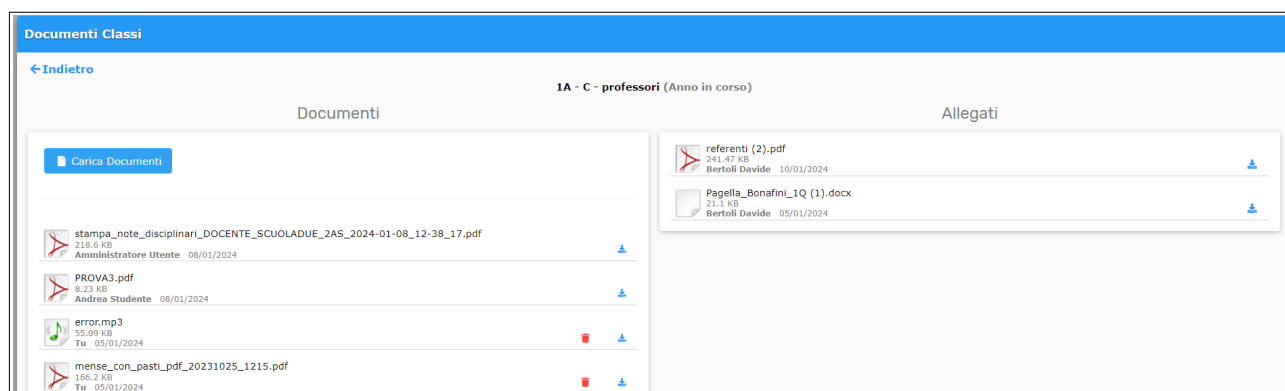 Documenti Classi
Indietro
1A - C - professori (Anno in corso)
Documenti
Carica Documenti
stampa_note_disciplinari_DOCENTE_SCUOLADUE_2AS_2024-01-08_12-38_17.pdf
218.6 KB
Amministratore Utente 08/01/2024
PROVA3.pdf
8.23 KB
Andrea Studente 08/01/2024
error.mp3
55.09 KB
Tu 05/01/2024
mense_con_pasti_pdf_20231025_1215.pdf
166.2 KB
Tu 05/01/2024
Allegati
referenti (2).pdf
241.47 KB
Bertoli Davide 10/01/2024
Pagella_Bonafini_1Q (1).docx
21.1 KB
Bertoli Davide 05/01/2024